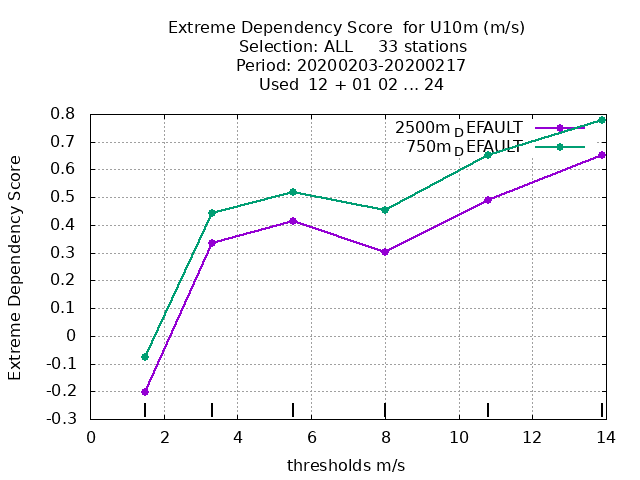 Extreme Dependency Score  for U10m (m/s)
Selection: ALL     33 stations
Period: 20200203-20200217
Used  12 + 01 02 ... 24
2500m_DEFAULT
750m_DEFAULT
Extreme Dependency Score
0.8
0.7
0.6
0.5
0.4
0.3
0.2
0.1
0
-0.1
-0.2
-0.3
0 2 4 6 8 10 12 14
thresholds m/s